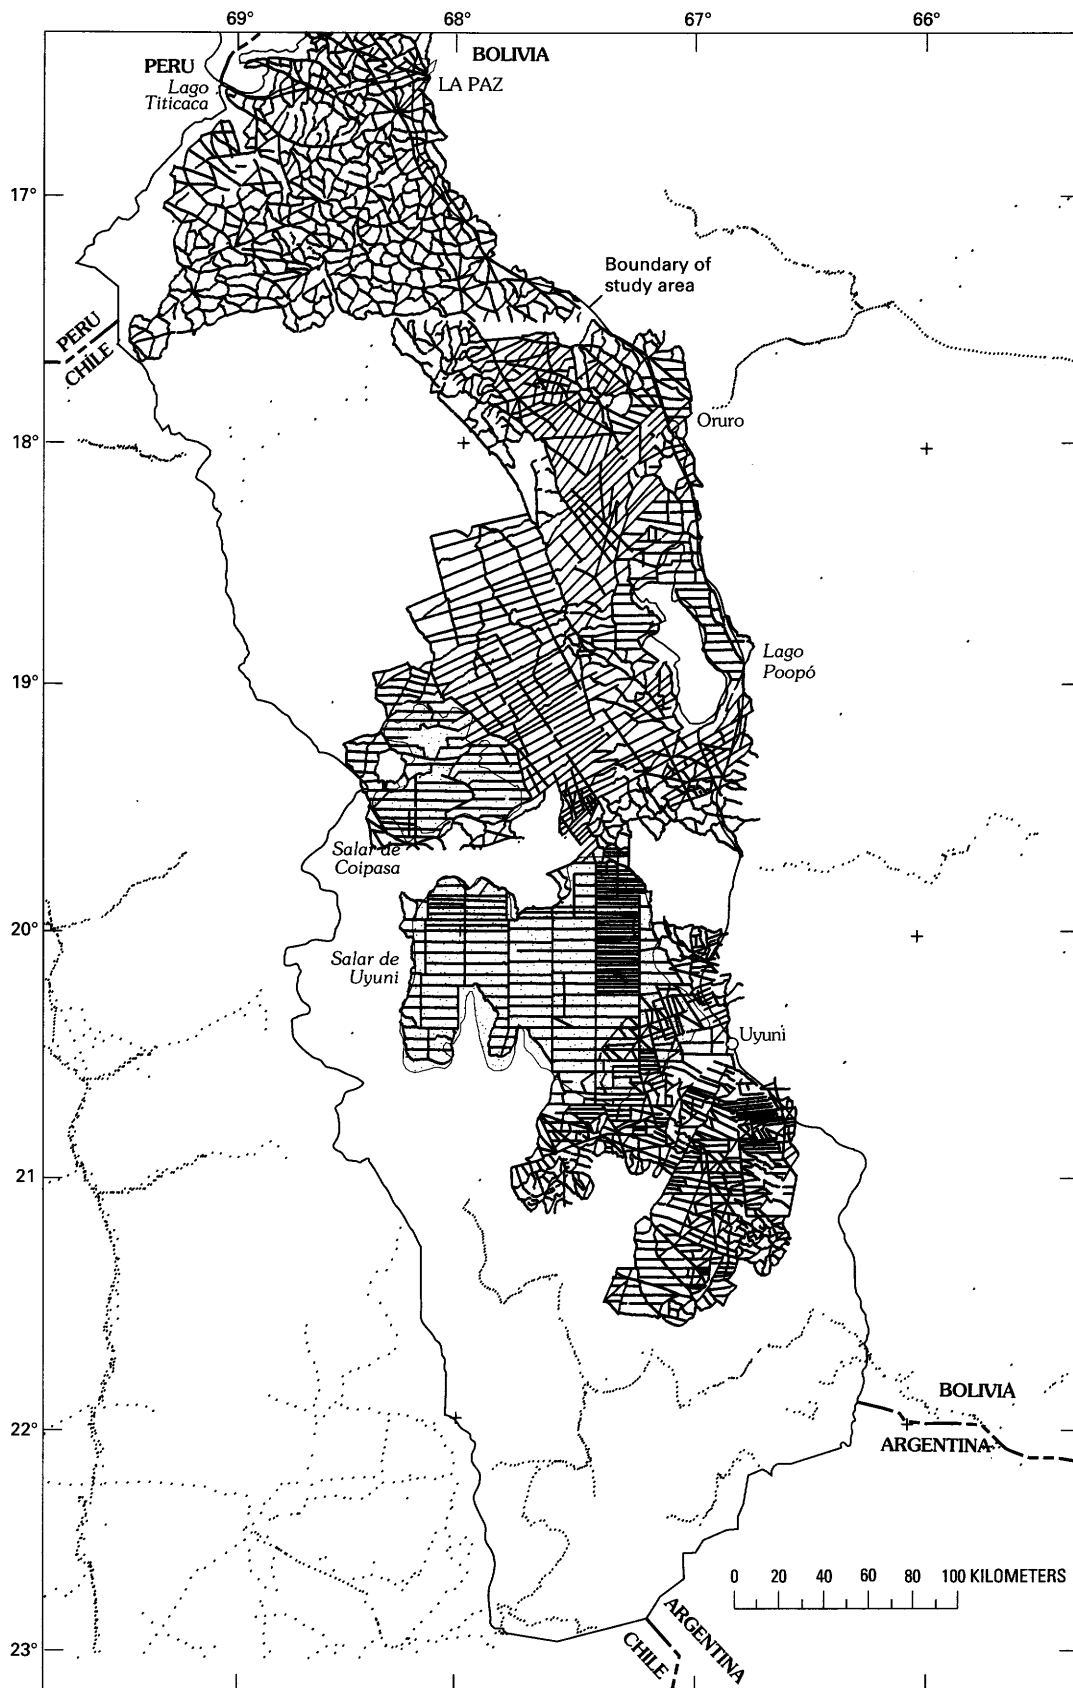 69°
68°
67°
66°
PERU
BOLIVIA
Lago
Titicaca
LA PAZ
17°
Boundary of
study area
PERU
CHILE
Oruro
18°
Lago
Poopó
19°
Salar de
Coipasa
20°
Salar de
Uyuni
Uyuni
21°
BOLIVIA
22°
ARGENTINA
0 20 40 60 80 100 KILOMETERS
ARGENTINA
CHILE
23°